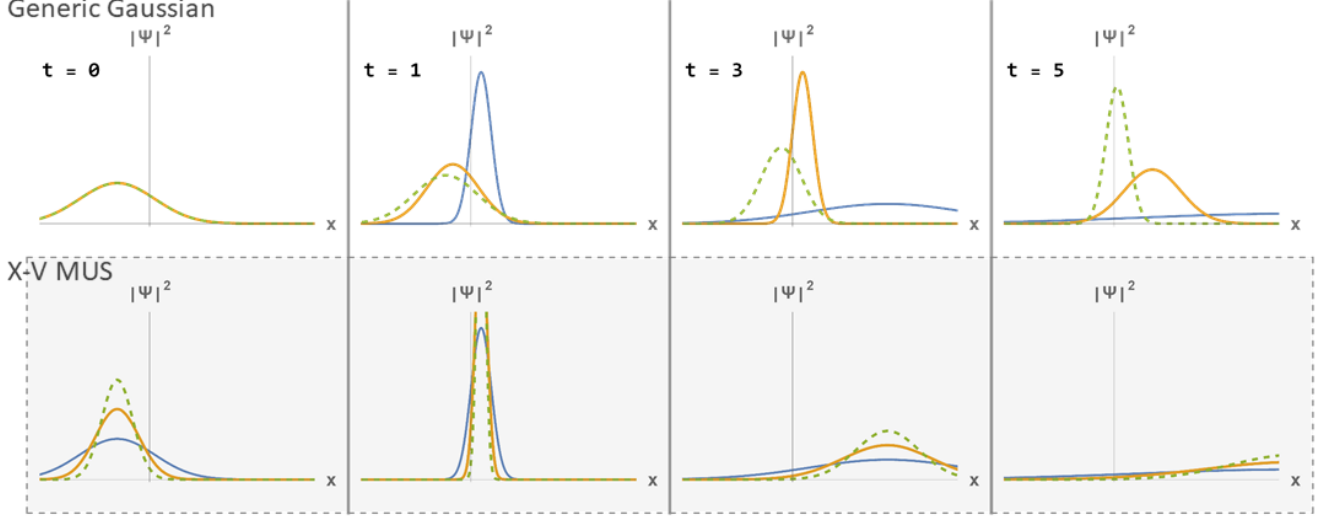 Generic Gaussian
|Ψ|² |Ψ|² |Ψ|² |Ψ|²
t = 0 t = 1 t = 3 t = 5
x x x x
X-V MUS
|Ψ|² |Ψ|² |Ψ|² |Ψ|²
x x x x